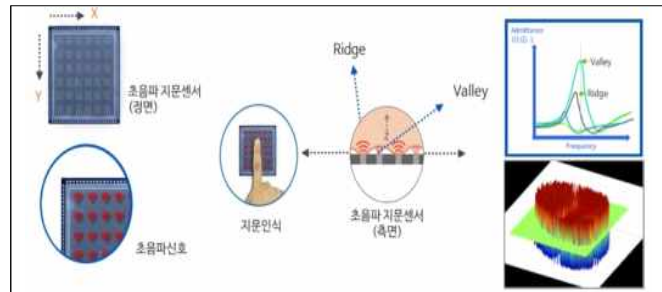 X
Y
초음파 지문센서
(정면)
초음파신호
지문인식
Ridge
Valley
초음파 지문센서
(측면)
Admittance
Valley
Ridge
Frequency